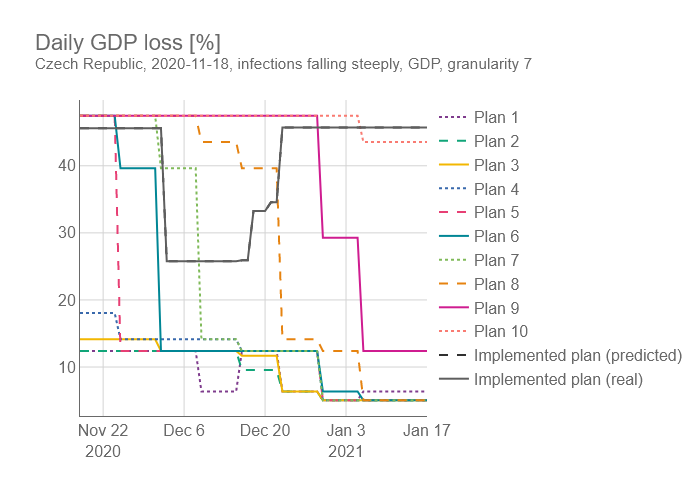 Daily GDP loss [%]
Czech Republic, 2020-11-18, infections falling steeply, GDP, granularity 7
40
30
20
10
Nov 22
2020
Dec 6
Dec 20
Jan 3
2021
Jan 17
Plan 1
Plan 2
Plan 3
Plan 4
Plan 5
Plan 6
Plan 7
Plan 8
Plan 9
Plan 10
Implemented plan (predicted)
Implemented plan (real)